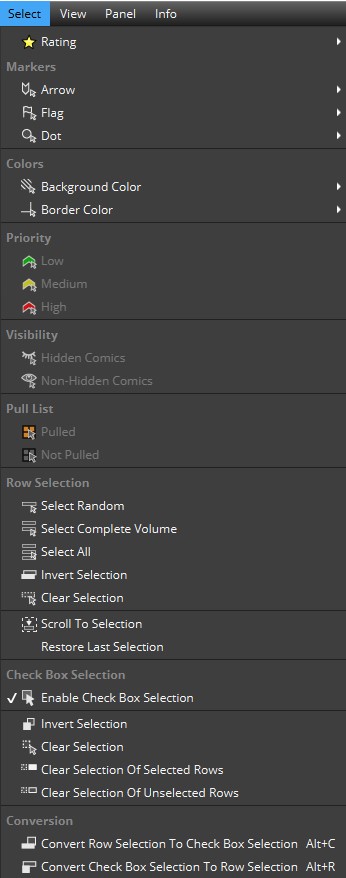 Select View Panel Info
Rating
Markers
Arrow
Flag
Dot
Colors
Background Color
Border Color
Priority
Low
Medium
High
Visibility
Hidden Comics
Non-Hidden Comics
Pull List
Pulled
Not Pulled
Row Selection
Select Random
Select Complete Volume
Select All
Invert Selection
Clear Selection
Scroll To Selection
Restore Last Selection
Check Box Selection
Enable Check Box Selection
Invert Selection
Clear Selection
Clear Selection Of Selected Rows
Clear Selection Of Unselected Rows
Conversion
Convert Row Selection To Check Box Selection Alt+C
Convert Check Box Selection To Row Selection Alt+R